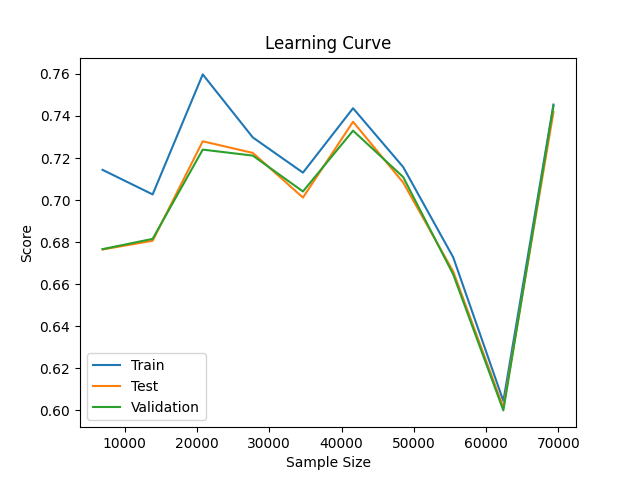 Learning Curve
0.76
0.74
0.72
0.70
0.68
0.66
0.64
0.62
0.60
Score
Train
Test
Validation
10000 20000 30000 40000 50000 60000 70000
Sample Size